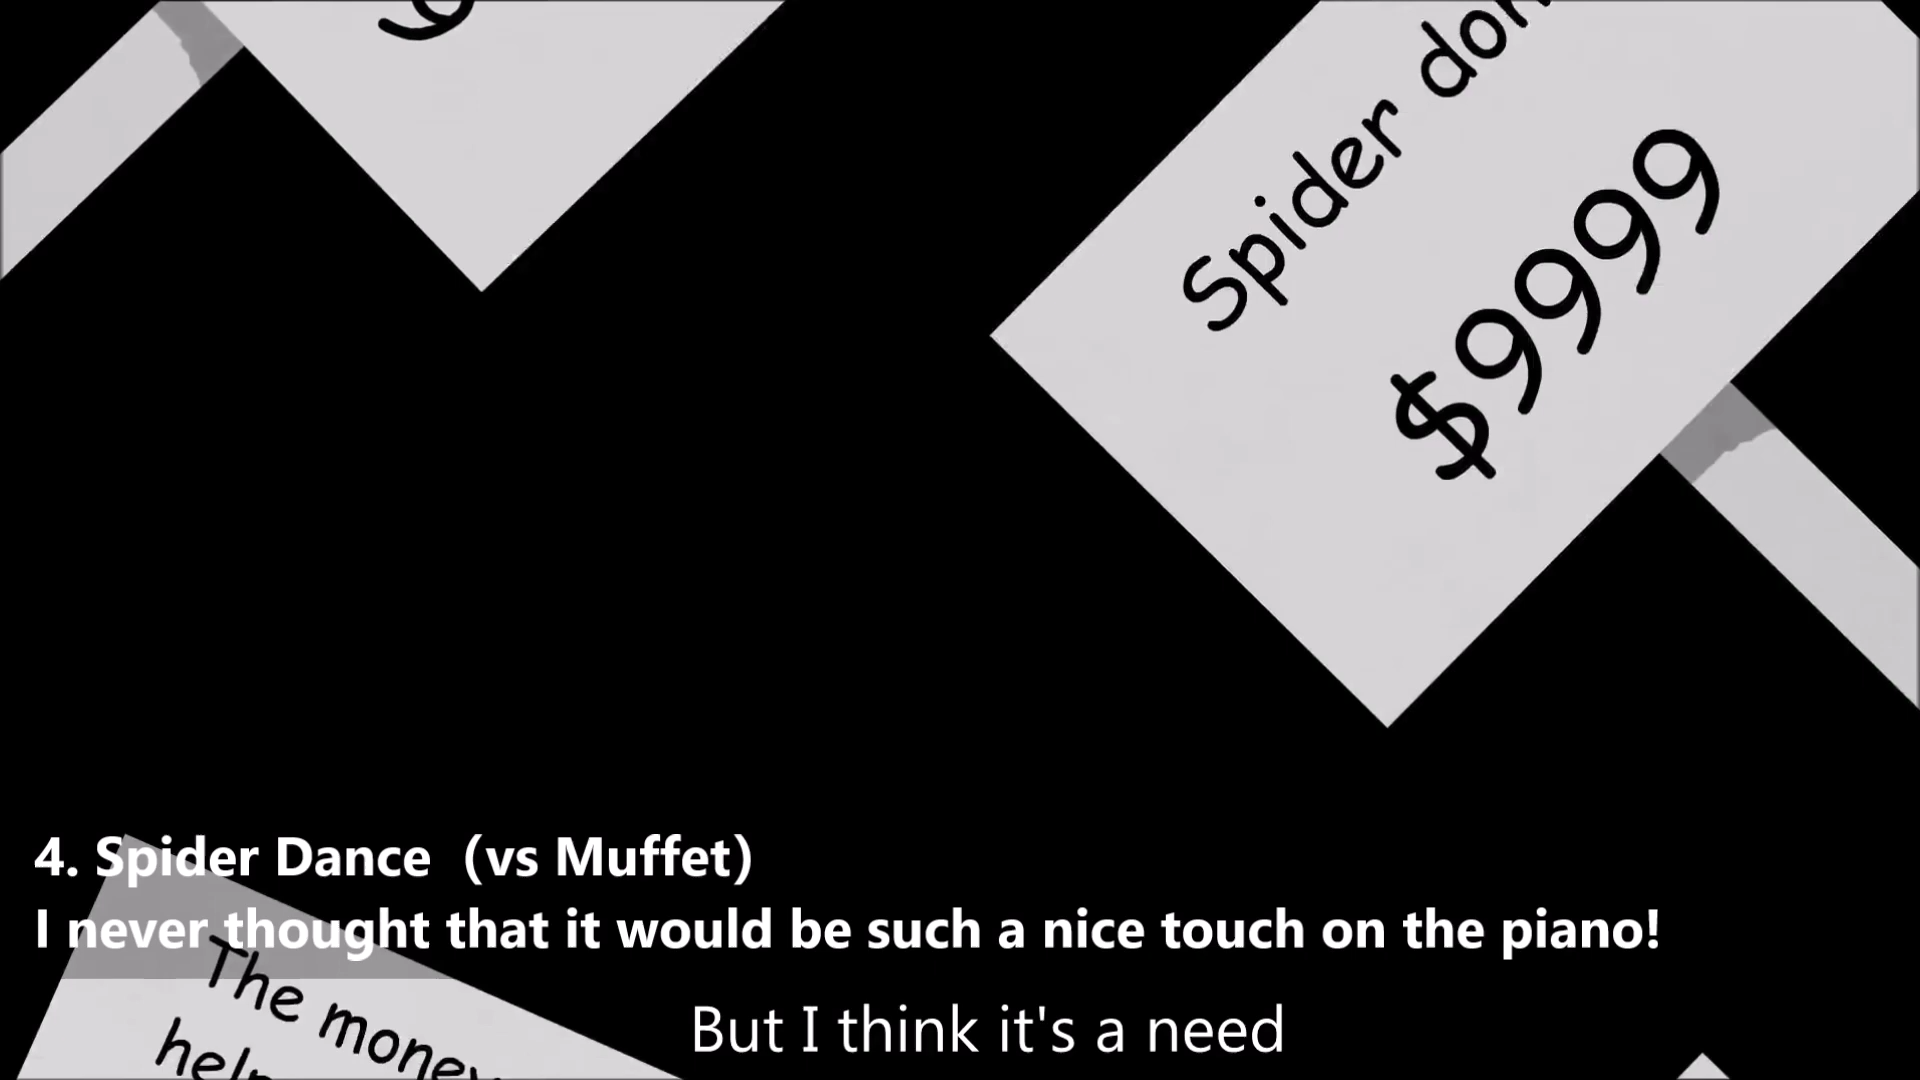 Spider
$9999
4. Spider Dance (vs Muffet)
I never thought that it would be such a nice touch on the piano!
The money
But I think it's a need